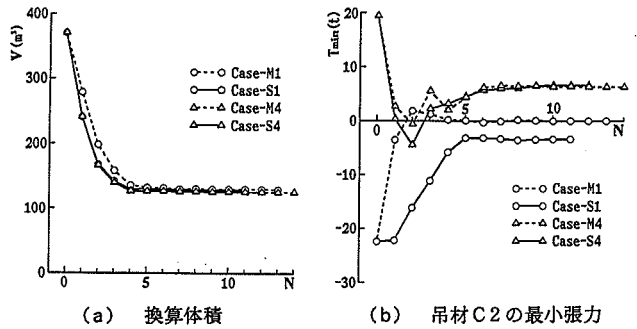 V(m³)
400
300
200
100
0
0
5
10
N
Case-M1
Case-S1
Case-M4
Case-S4
(a) 換算体積
Tmin(t)
20
10
0
-10
-20
-30
0
5
10
N
Case-M1
Case-S1
Case-M4
Case-S4
(b) 吊材C2の最小張力